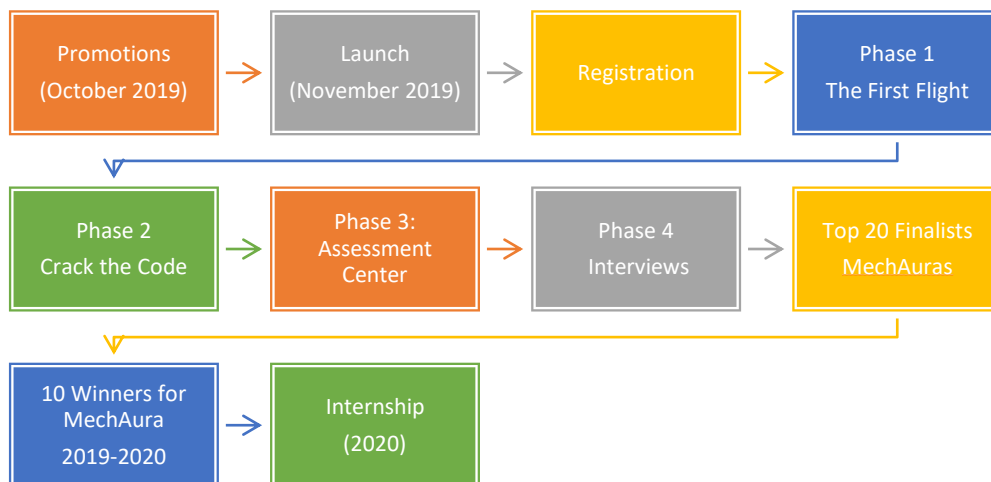 Promotions
(October 2019)
Launch
(November 2019)
Registration
Phase 1
The First Flight
Phase 2
Crack the Code
Phase 3:
Assessment
Center
Phase 4
Interviews
Top 20 Finalists
MechAuras
10 Winners for
MechAura
2019-2020
Internship
(2020)